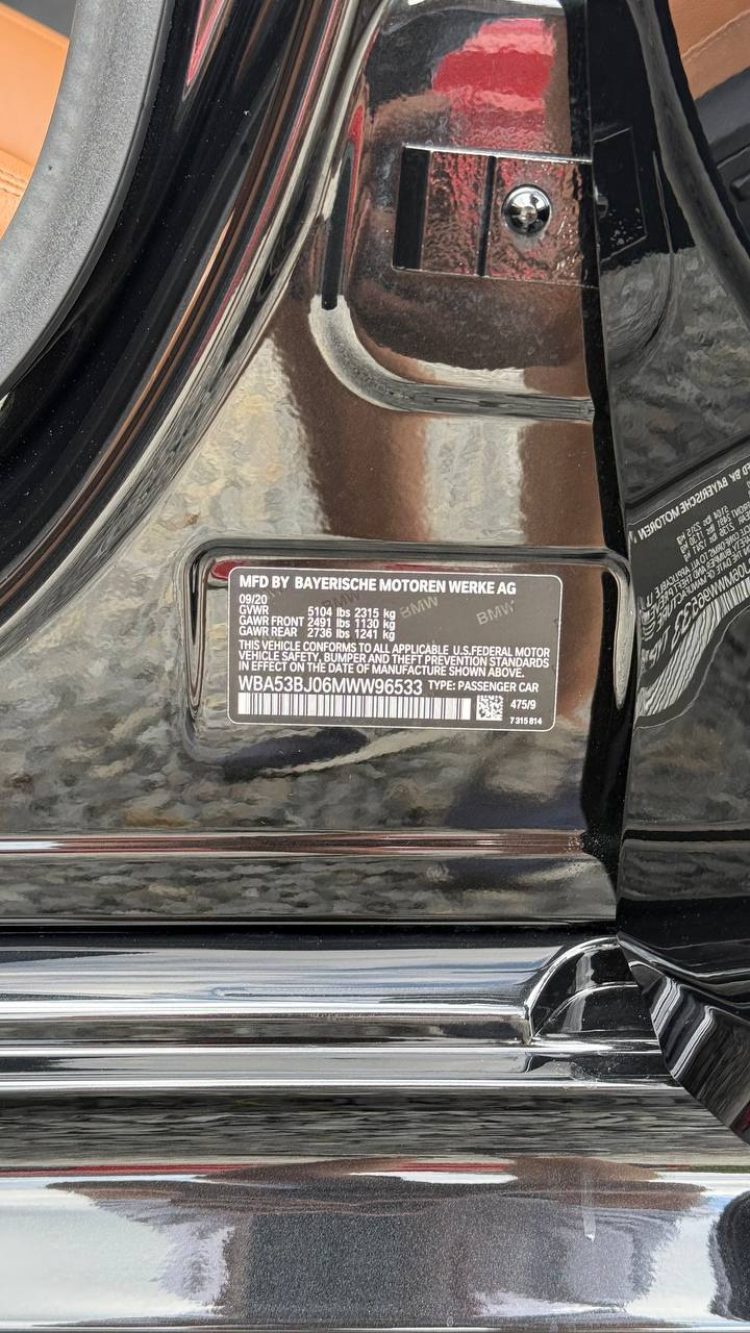 MFD BY BAYERISCHE MOTOREN WERKE AG
09/20
GVWR 5104 lbs 2315 kg
GAWR FRONT 2491 lbs 1130 kg
GAWR REAR 2736 lbs 1241 kg
BMW BMW
THIS VEHICLE CONFORMS TO ALL APPLICABLE U.S.FEDERAL MOTOR
VEHICLE SAFETY, BUMPER AND THEFT PREVENTION STANDARDS
IN EFFECT ON THE DATE OF MANUFACTURE SHOWN ABOVE.
WBA53BJ06MWW96533 TYPE: PASSENGER CAR
475/9
7 315 814